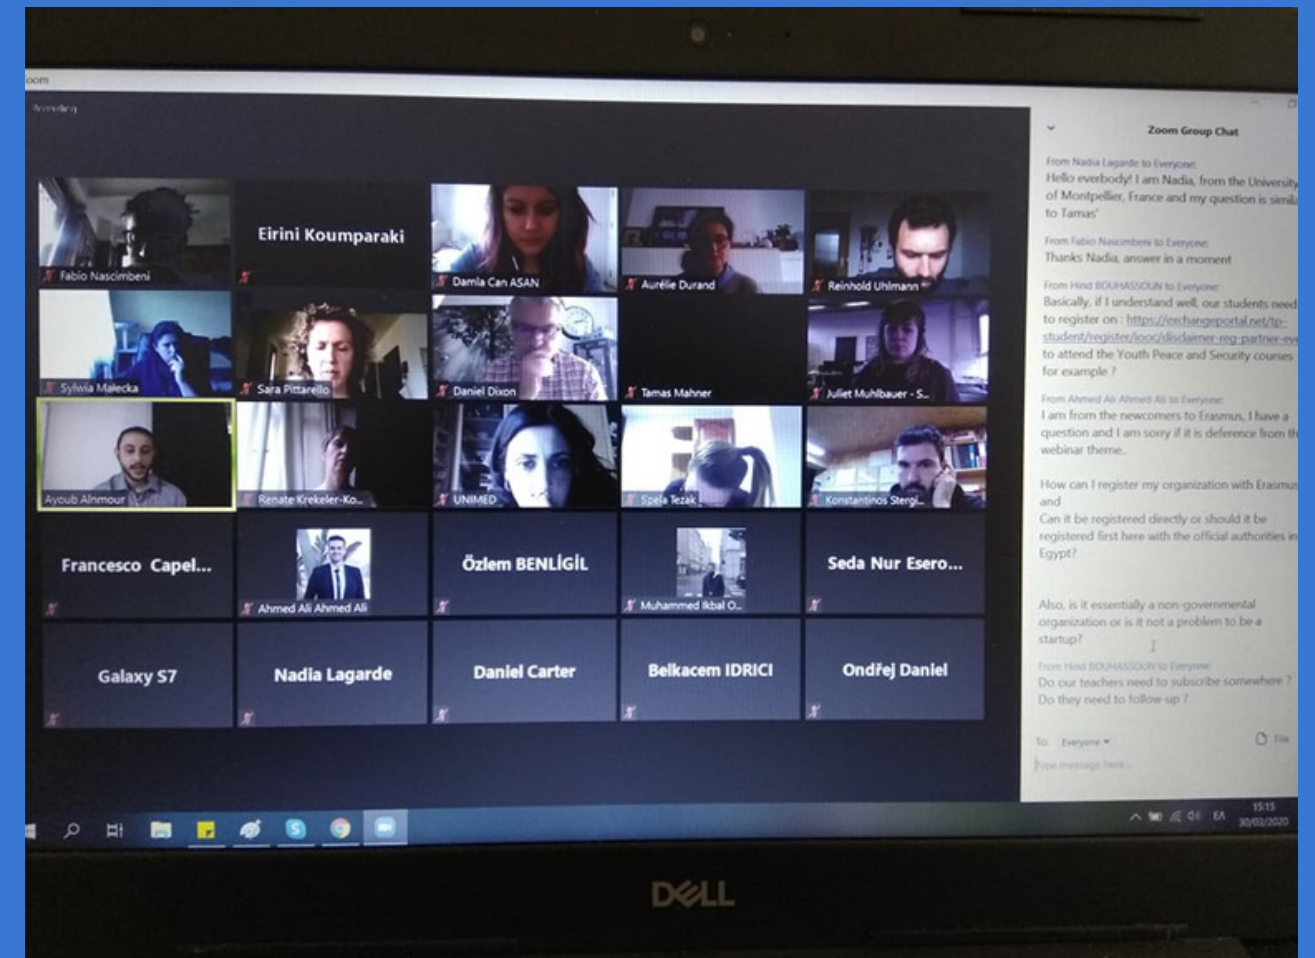 oom
Recording
Fabio Nascimbeni
Eirini Koumparaki
Damla Can ASAN
Aurélie Durand
Reinhold Uhlmann
Sylwia Małecka
Sara Pittarello
Daniel Dixon
Tamas Mahner
Juliet Muhlbauer - S...
Ayoub Alnmour
Renate Krekeler-Ko...
UNIMED
Spela Tezak
Konstantinos Stergi...
Francesco Capel...
Ahmed Ali Ahmed Ali
Özlem BENLİGİL
Muhammed Ikbal O...
Seda Nur Esero...
Galaxy S7
Nadia Lagarde
Daniel Carter
Belkacem IDRICI
Ondřej Daniel
Zoom Group Chat
From Nadia Lagarde to Everyone:
Hello everbody! I am Nadia, from the University
of Montpellier, France and my question is simila
to Tamas'
From Fabio Nascimbeni to Everyone:
Thanks Nadia, answer in a moment
From Hind BOUHASSOUN to Everyone:
Basically, if I understand well, our students need
to register on : https://exchangeportal.net/tp-
student/register/iooc/disclaimer-reg-partner-eve
to attend the Youth Peace and Security courses
for example ?
From Ahmed Ali Ahmed Ali to Everyone:
I am from the newcomers to Erasmus, I have a
question and I am sorry if it is deference from th
webinar theme..
How can I register my organization with Erasmus
and
Can it be registered directly or should it be
registered first here with the official authorities in
Egypt?
Also, is it essentially a non-governmental
organization or is it not a problem to be a
startup?
From Hind BOUHASSOUN to Everyone:
Do our teachers need to subscribe somewhere ?
Do they need to follow-up ?
To: Everyone
File
Type message here...
ΕΛ
15:15
30/03/2020
DELL